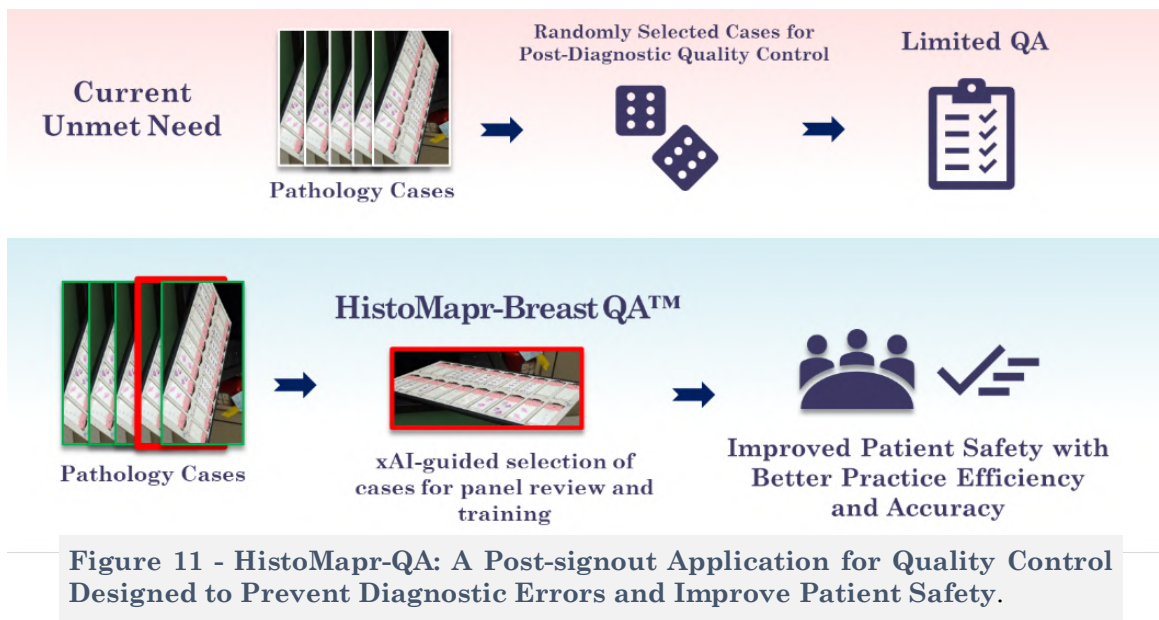 Current
Unmet Need
Pathology Cases
Randomly Selected Cases for
Post-Diagnostic Quality Control
Limited QA
Pathology Cases
HistoMapr-Breast QA™
xAI-guided selection of
cases for panel review and
training
Improved Patient Safety with
Better Practice Efficiency
and Accuracy
Figure 11 - HistoMapr-QA: A Post-signout Application for Quality Control
Designed to Prevent Diagnostic Errors and Improve Patient Safety.